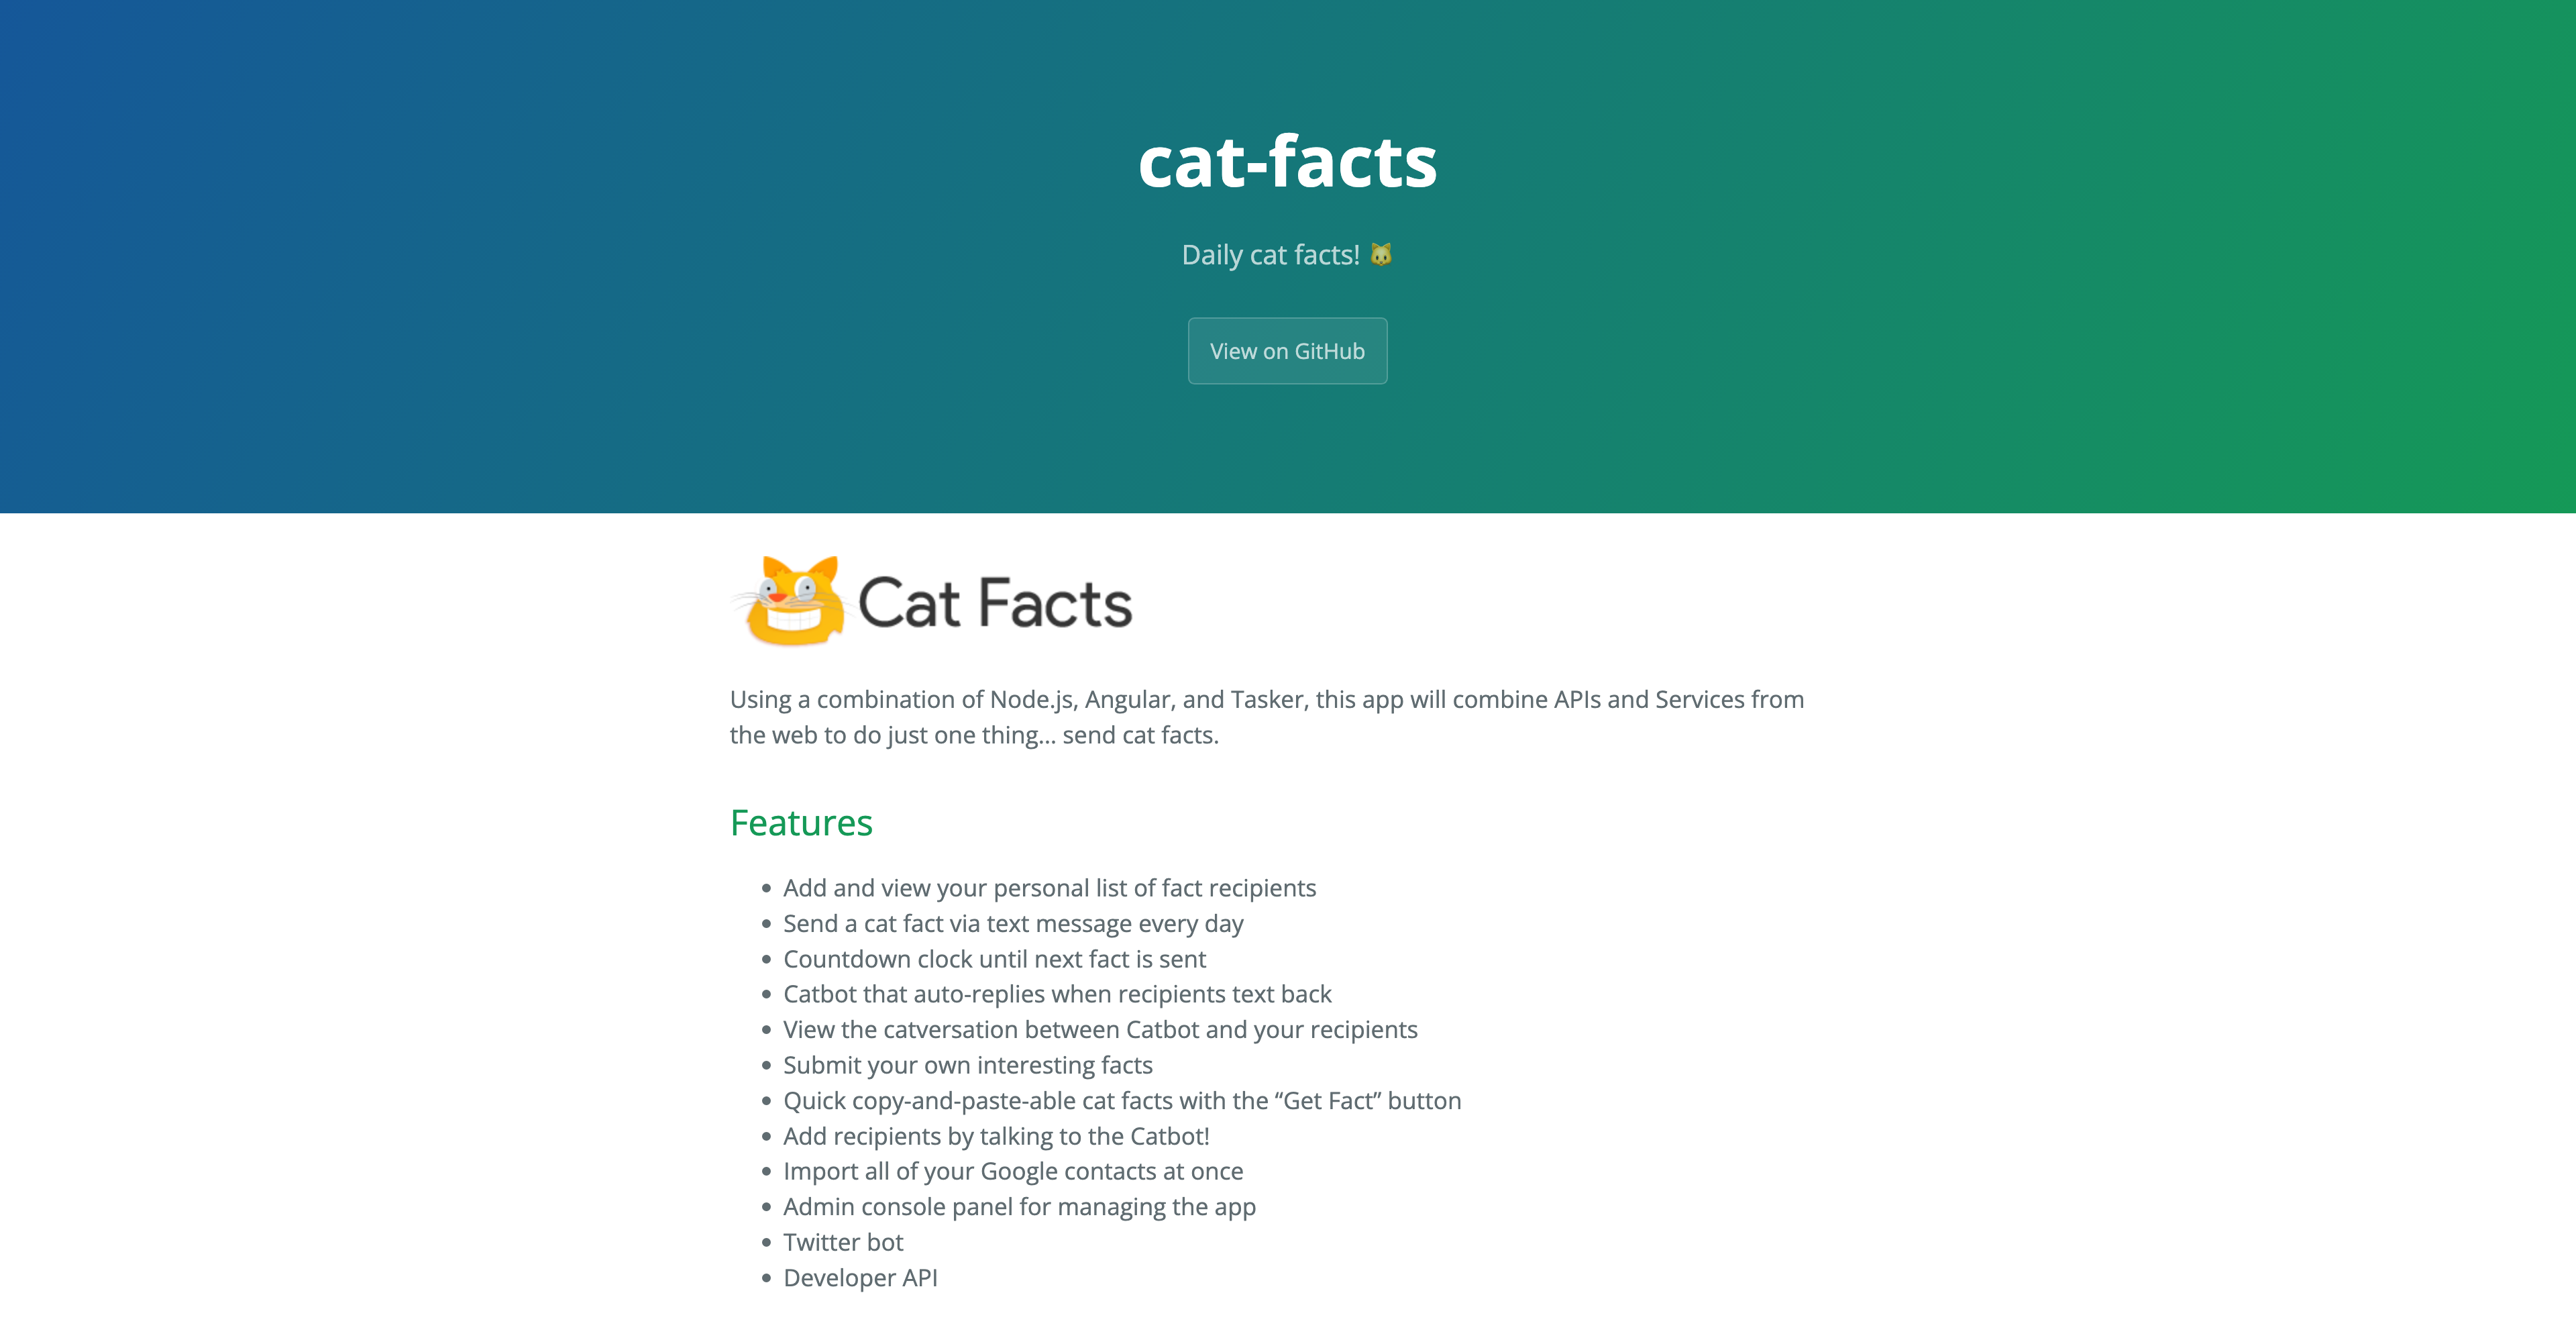 cat-facts
Daily cat facts! 🐱
View on GitHub
Cat Facts
Using a combination of Node.js, Angular, and Tasker, this app will combine APIs and Services from
the web to do just one thing… send cat facts.
Features
• Add and view your personal list of fact recipients
• Send a cat fact via text message every day
• Countdown clock until next fact is sent
• Catbot that auto-replies when recipients text back
• View the catversation between Catbot and your recipients
• Submit your own interesting facts
• Quick copy-and-paste-able cat facts with the “Get Fact” button
• Add recipients by talking to the Catbot!
• Import all of your Google contacts at once
• Admin console panel for managing the app
• Twitter bot
• Developer API